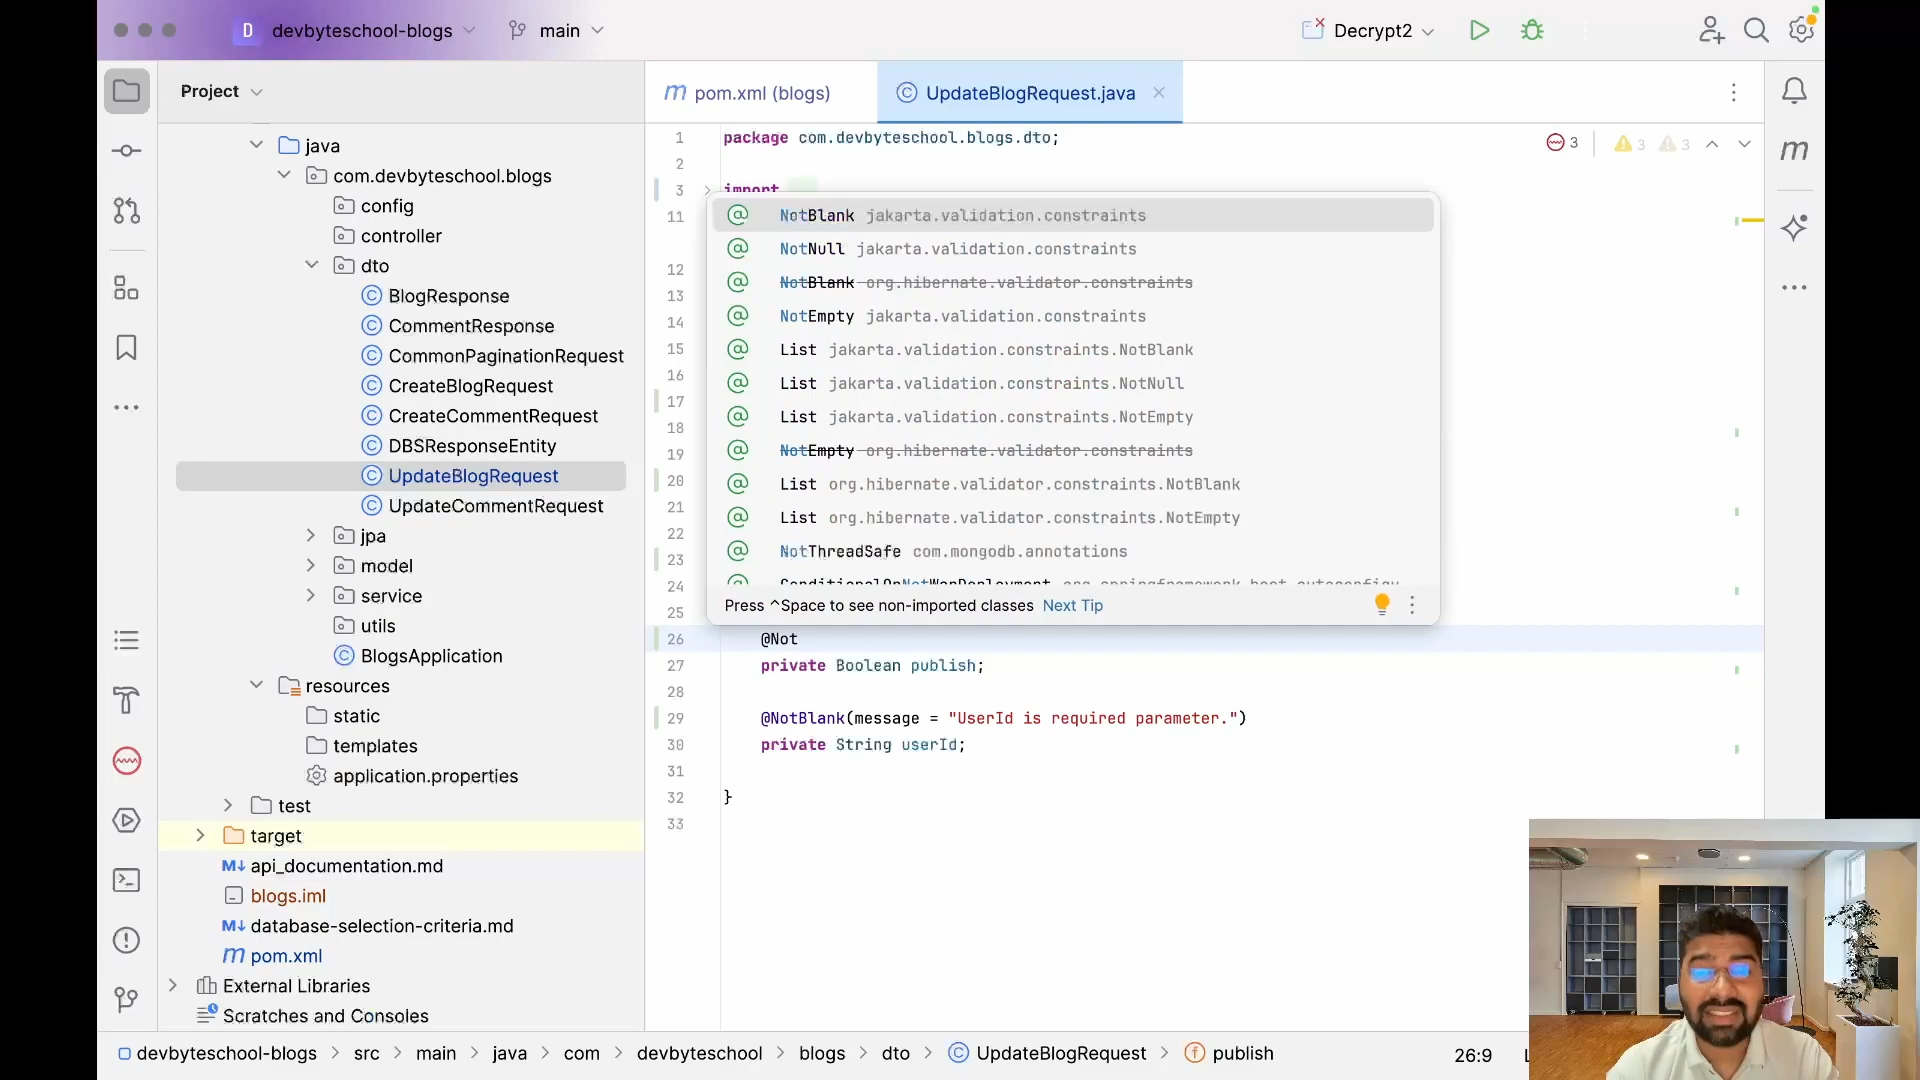 D devbyteschool-blogs main Decrypt2
Project
pom.xml (blogs) UpdateBlogRequest.java
java
com.devbyteschool.blogs
config
controller
dto
BlogResponse
CommentResponse
CommonPaginationRequest
CreateBlogRequest
CreateCommentRequest
DBSResponseEntity
UpdateBlogRequest
UpdateCommentRequest
jpa
model
service
utils
BlogsApplication
resources
static
templates
application.properties
test
target
api_documentation.md
blogs.iml
database-selection-criteria.md
pom.xml
External Libraries
Scratches and Consoles
1 package com.devbyteschool.blogs.dto;
3 3 3
2
3 import
11
NotBlank jakarta.validation.constraints
NotNull jakarta.validation.constraints
12
NotBlank org.hibernate.validator.constraints
13
NotEmpty jakarta.validation.constraints
14
List jakarta.validation.constraints.NotBlank
15
List jakarta.validation.constraints.NotNull
16
17
List jakarta.validation.constraints.NotEmpty
18
NotEmpty org.hibernate.validator.constraints
19
List org.hibernate.validator.constraints.NotBlank
20
21
List org.hibernate.validator.constraints.NotEmpty
22
NotThreadSafe com.mongodb.annotations
23
24
ConditionalOnNotWarDeployment org.springframework.boot.autoconfigu
Press ^Space to see non-imported classes Next Tip
25
26 @Not
27 private Boolean publish;
28
29 @NotBlank(message = "UserId is required parameter.")
30 private String userId;
31
32 }
33
devbyteschool-blogs > src > main > java > com > devbyteschool > blogs > dto > UpdateBlogRequest > publish
26:9